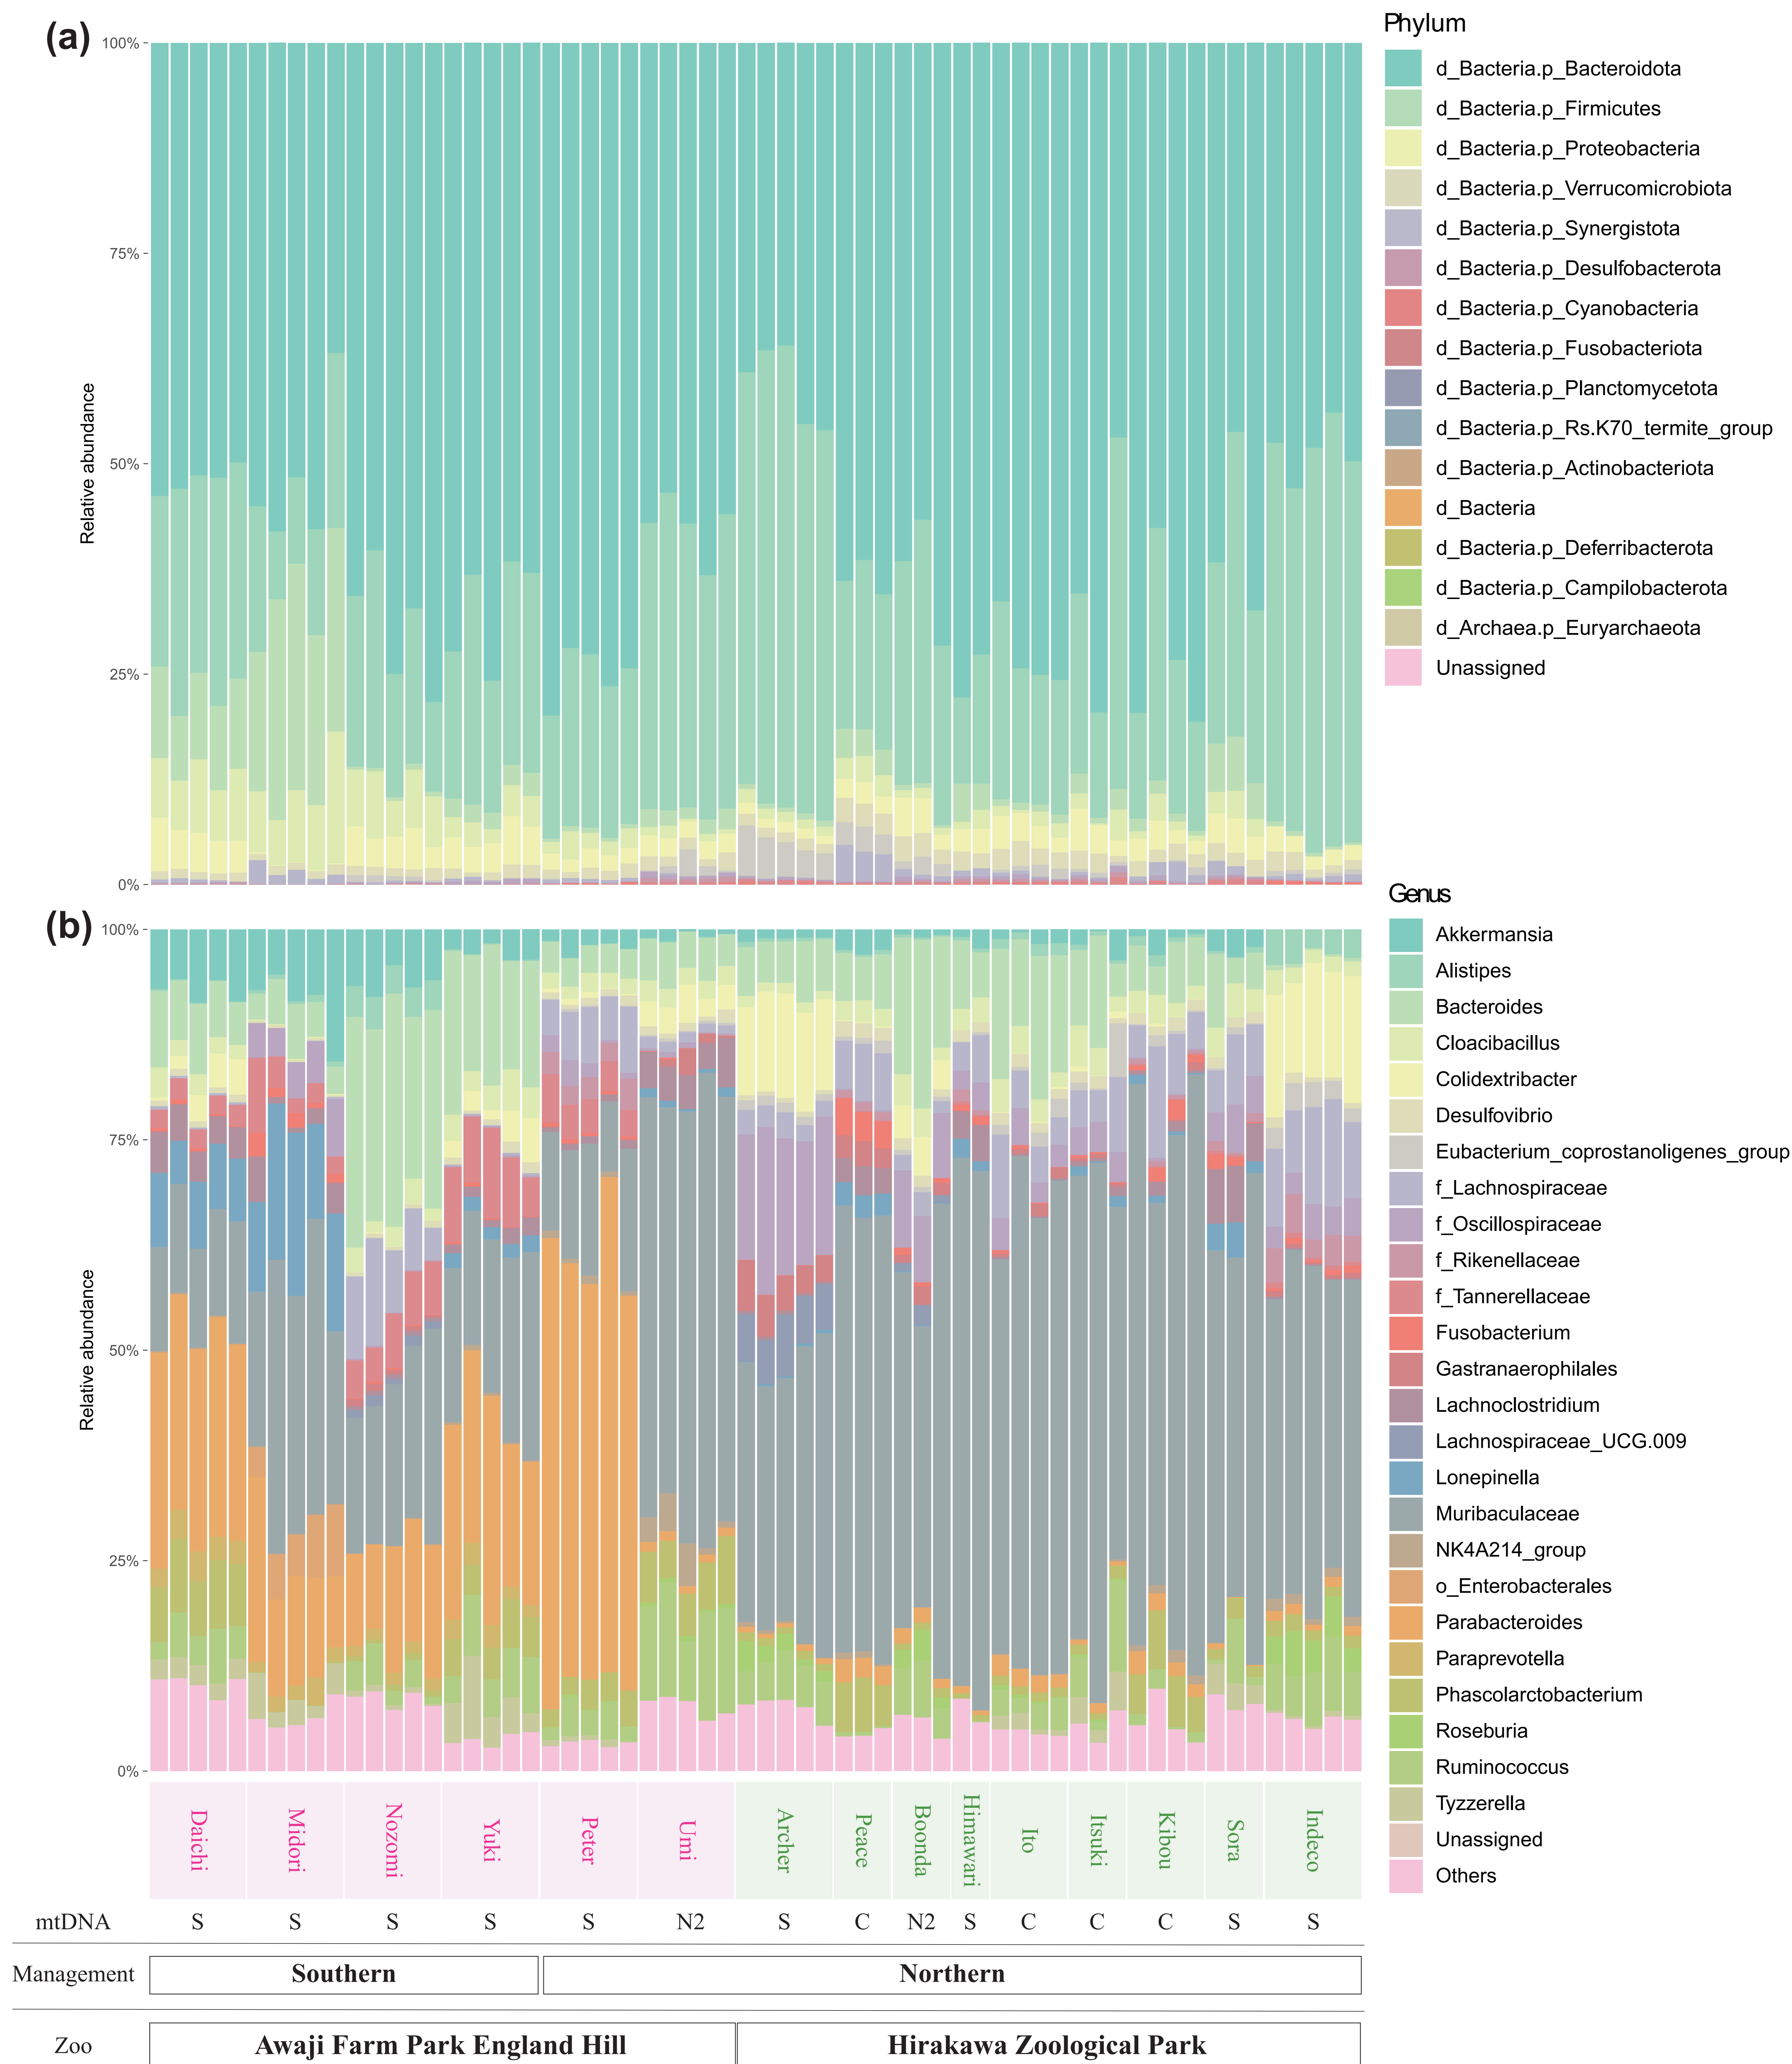 (a)
100%
75%
50%
25%
0%
Relative abundance
Phylum
d_Bacteria.p_Bacteroidota
d_Bacteria.p_Firmicutes
d_Bacteria.p_Proteobacteria
d_Bacteria.p_Verrucomicrobiota
d_Bacteria.p_Synergistota
d_Bacteria.p_Desulfobacterota
d_Bacteria.p_Cyanobacteria
d_Bacteria.p_Fusobacteriota
d_Bacteria.p_Planctomycetota
d_Bacteria.p_Rs.K70_termite_group
d_Bacteria.p_Actinobacteriota
d_Bacteria
d_Bacteria.p_Deferribacterota
d_Bacteria.p_Campilobacterota
d_Archaea.p_Euryarchaeota
Unassigned
(b)
100%
75%
50%
25%
0%
Relative abundance
Genus
Akkermansia
Alistipes
Bacteroides
Cloacibacillus
Colidextribacter
Desulfovibrio
Eubacterium_coprostanoligenes_group
f_Lachnospiraceae
f_Oscillospiraceae
f_Rikenellaceae
f_Tannerellaceae
Fusobacterium
Gastranaerophilales
Lachnoclostridium
Lachnospiraceae_UCG.009
Lonepinella
Muribaculaceae
NK4A214_group
o_Enterobacterales
Parabacteroides
Paraprevotella
Phascolarctobacterium
Roseburia
Ruminococcus
Tyzzerella
Unassigned
Others
Daichi Midori Nozomi Yuki Peter Umi Archer Peace Boonda Himawari Ito Itsuki Kibou Sora Indeco
mtDNA S S S S S N2 S C N2 S C C C S S
Management Southern Northern
Zoo Awaji Farm Park England Hill Hirakawa Zoological Park